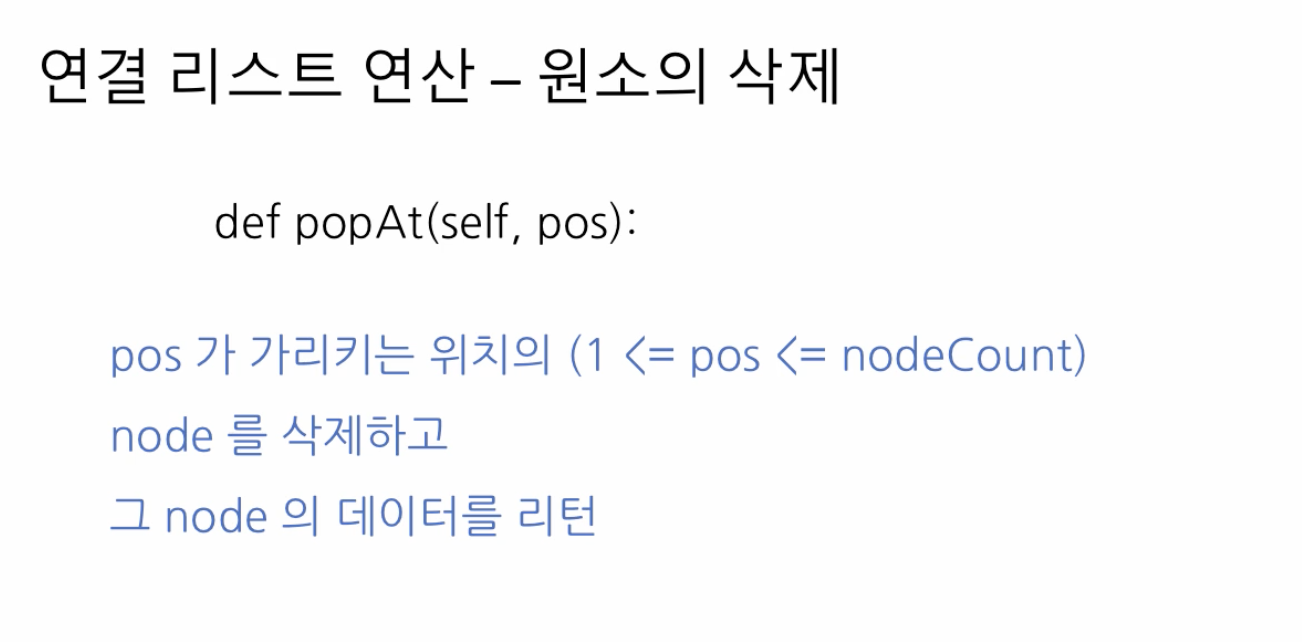 연결 리스트 연산 – 원소의 삭제
def popAt(self, pos):
pos 가 가리키는 위치의 (1 <= pos <= nodeCount)
node 를 삭제하고
그 node 의 데이터를 리턴